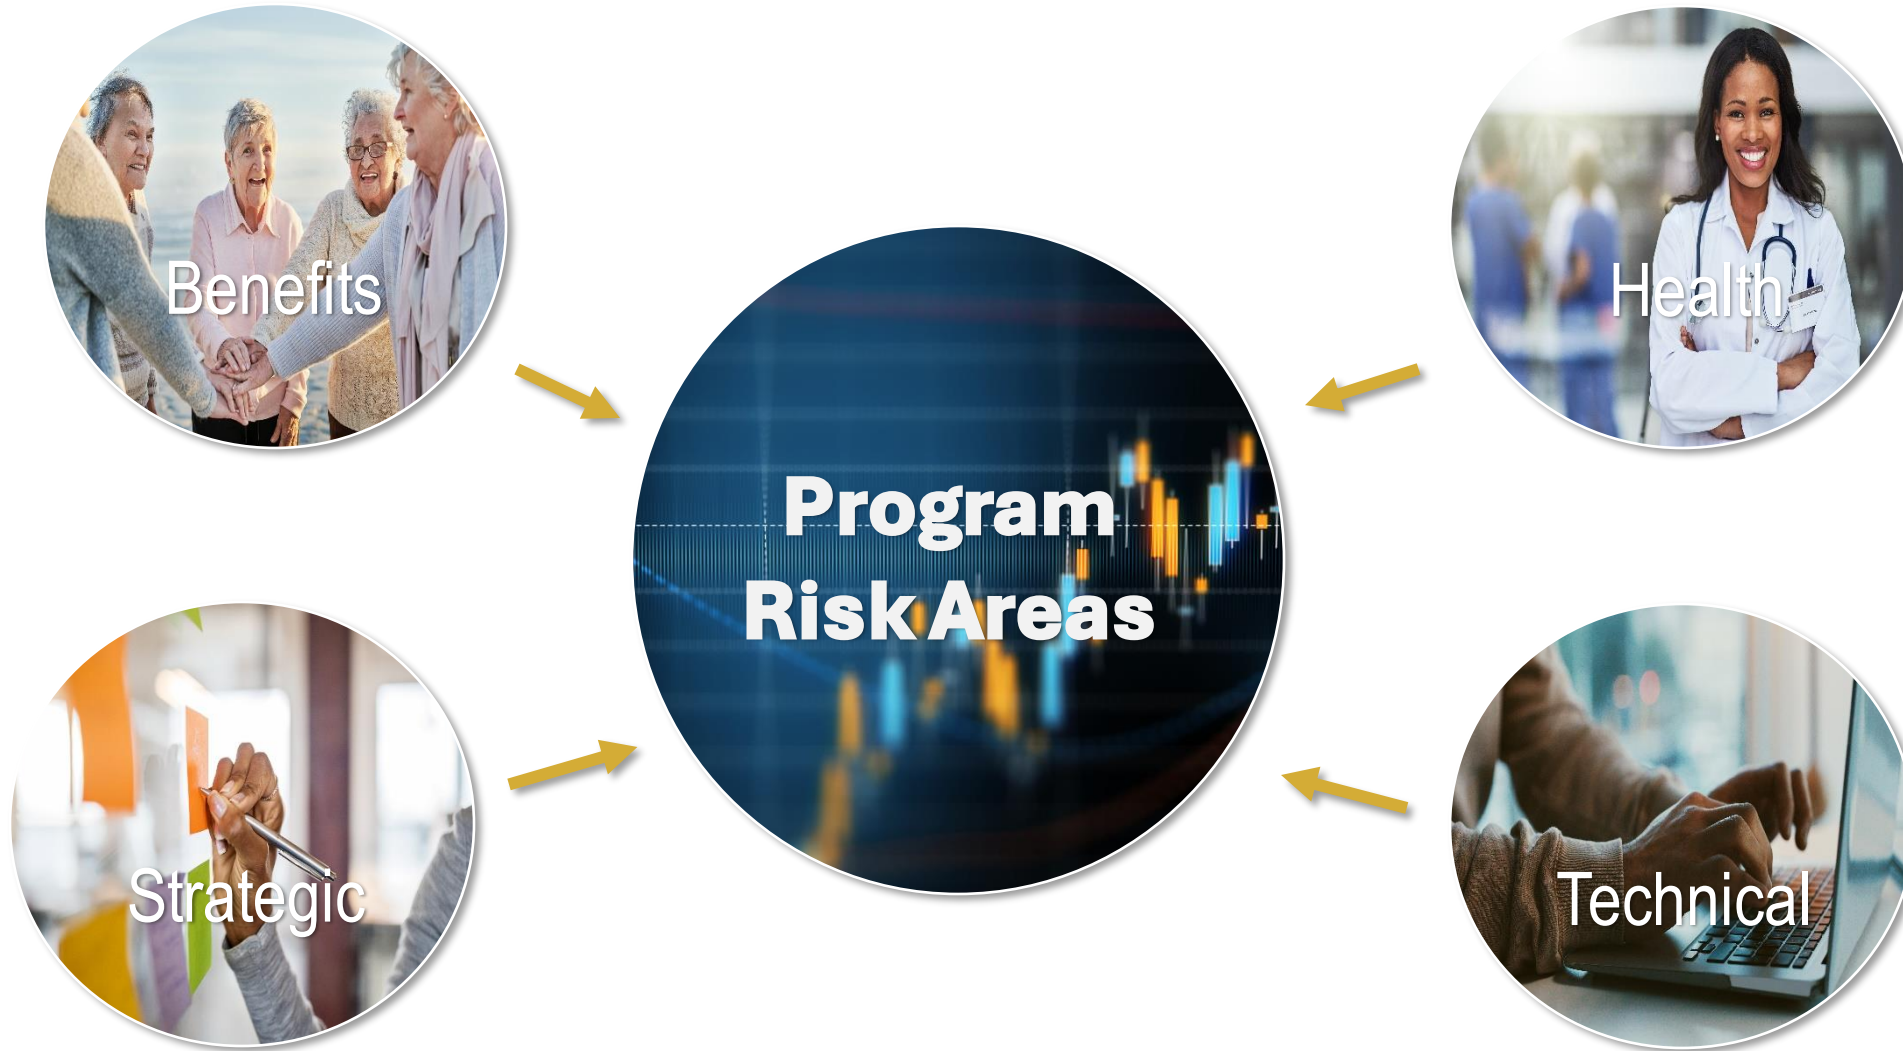 Benefits
Health
Program
Risk Areas
Strategic
Technical